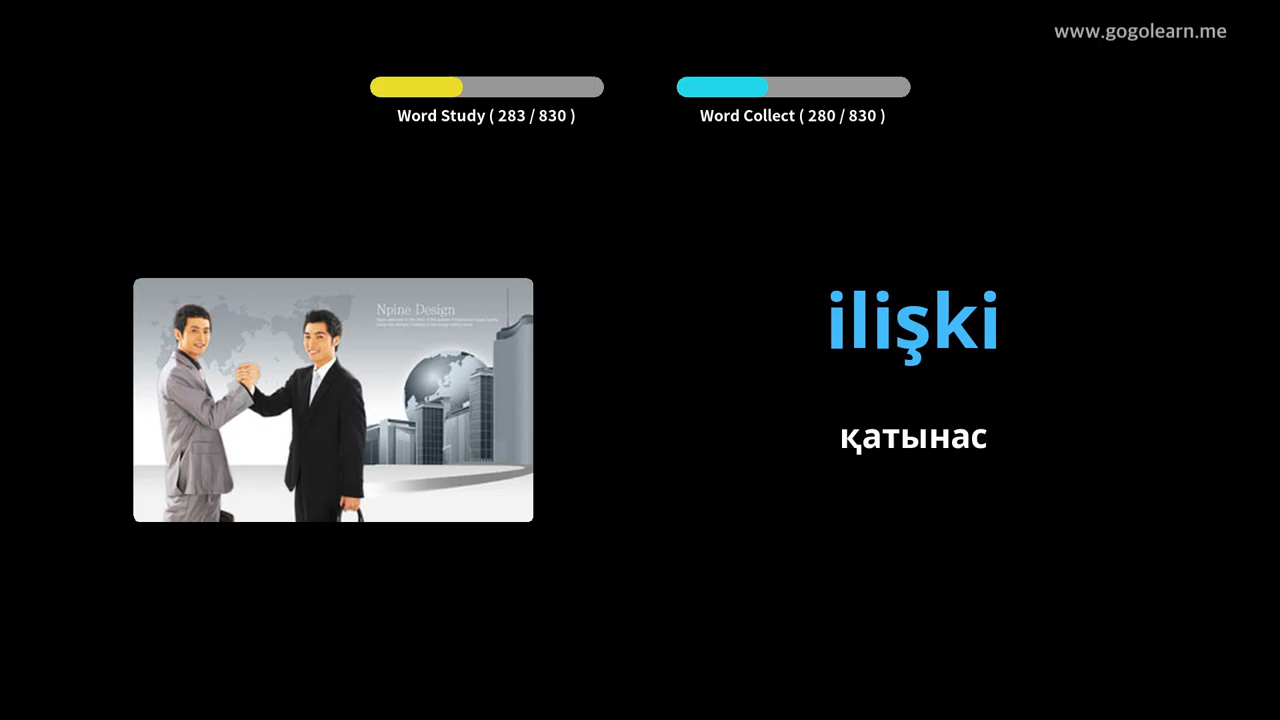 www.gogolearn.me
Word Study ( 283 / 830 )
Word Collect ( 280 / 830 )
Npine Design
ilişki
қатынас